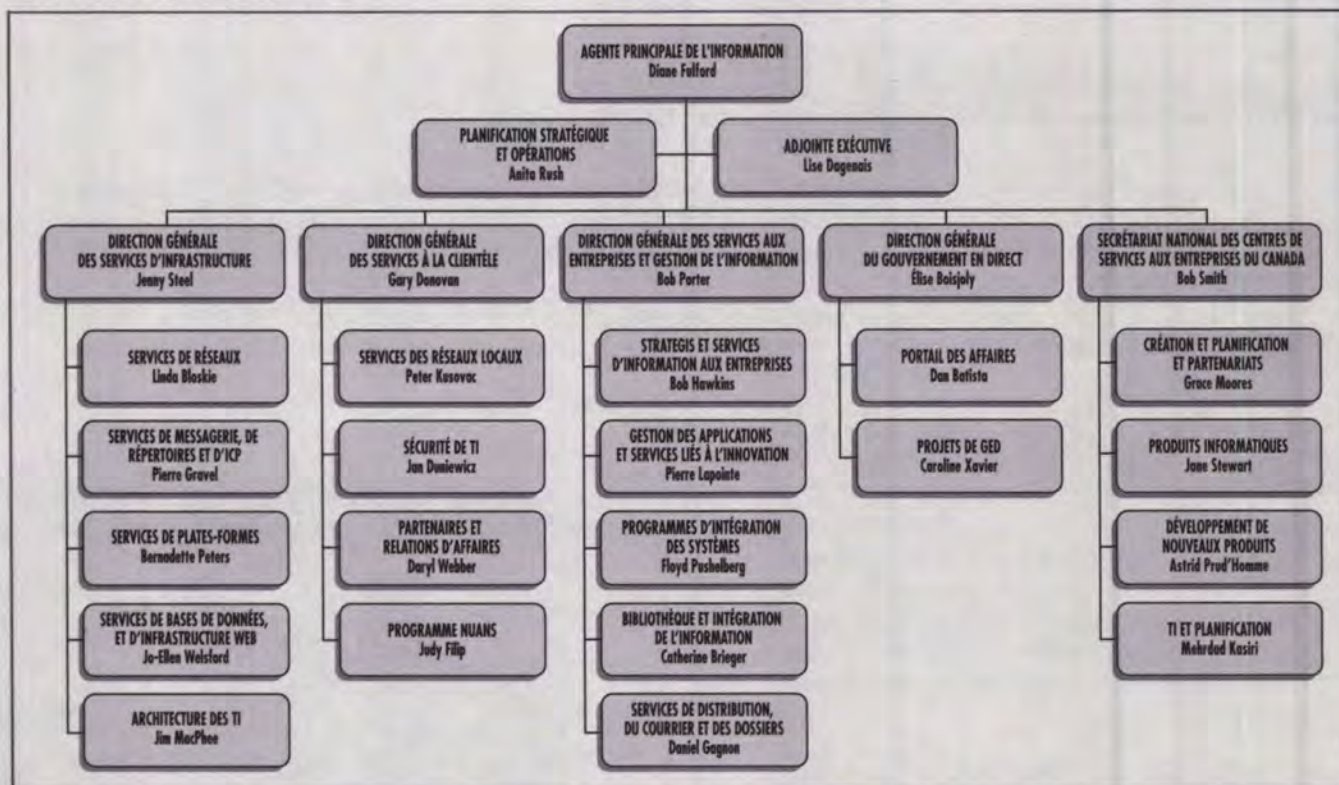 AGENTE PRINCIPALE DE L'INFORMATION
Diane Fulford
PLANIFICATION STRATÉGIQUE
ET OPÉRATIONS
Anita Rush
ADJOINTE EXÉCUTIVE
Lise Dagenais
DIRECTION GÉNÉRALE
DES SERVICES D'INFRASTRUCTURE
Jenny Steel
SERVICES DE RÉSEAUX
Linda Bloskie
SERVICES DE MESSAGERIE, DE
RÉPERTOIRES ET D'ICP
Pierre Gravel
SERVICES DE PLATES-FORMES
Bernadette Peters
SERVICES DE BASES DE DONNÉES,
ET D'INFRASTRUCTURE WEB
Jo-Ellen Welsford
ARCHITECTURE DES TI
Jim MacPhee
DIRECTION GÉNÉRALE
DES SERVICES À LA CLIENTÈLE
Gary Donovan
SERVICES DES RÉSEAUX LOCAUX
Peter Kusovac
SÉCURITÉ DE TI
Jan Duniewicz
PARTENAIRES ET
RELATIONS D'AFFAIRES
Daryl Webber
PROGRAMME NUANS
Judy Filip
DIRECTION GÉNÉRALE DES SERVICES AUX
ENTREPRISES ET GESTION DE L'INFORMATION
Bob Porter
STRATEGIS ET SERVICES
D'INFORMATION AUX ENTREPRISES
Bob Hawkins
GESTION DES APPLICATIONS
ET SERVICES LIÉS À L'INNOVATION
Pierre Lapointe
PROGRAMMES D'INTÉGRATION
DES SYSTÈMES
Floyd Pushelberg
BIBLIOTHÈQUE ET INTÉGRATION
DE L'INFORMATION
Catherine Brieger
SERVICES DE DISTRIBUTION,
DU COURRIER ET DES DOSSIERS
Daniel Gagnon
DIRECTION GÉNÉRALE
DU GOUVERNEMENT EN DIRECT
Élise Boisjoly
PORTAIL DES AFFAIRES
Dan Batista
PROJETS DE GED
Caroline Xavier
SECRÉTARIAT NATIONAL DES CENTRES DE
SERVICES AUX ENTREPRISES DU CANADA
Bob Smith
CRÉATION ET PLANIFICATION
ET PARTENARIATS
Grace Moores
PRODUITS INFORMATIQUES
Jane Stewart
DÉVELOPPEMENT DE
NOUVEAUX PRODUITS
Astrid Prud'Homme
TI ET PLANIFICATION
Mehrdad Kasiri